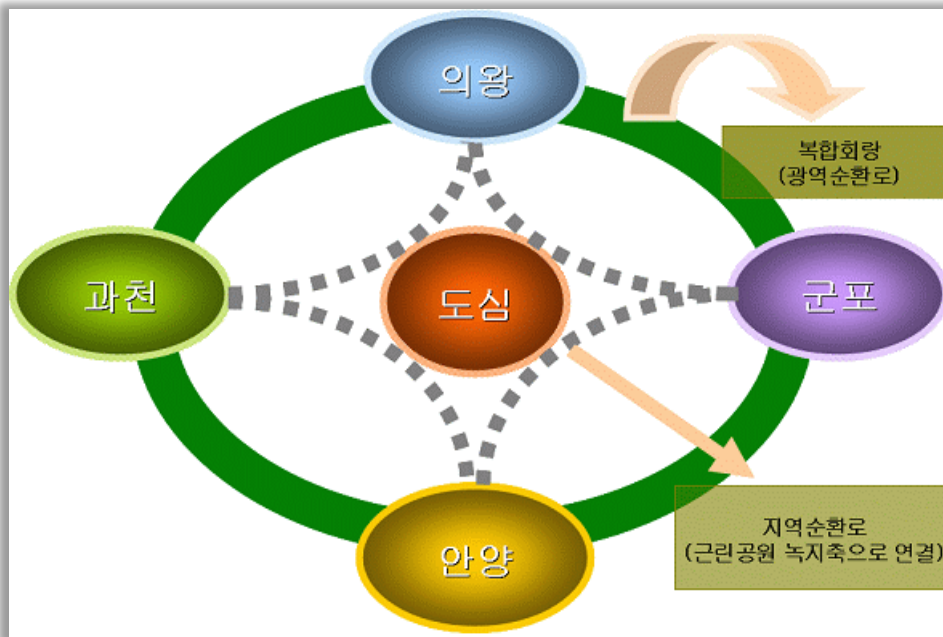 의왕
복합회랑
(광역순환로)
과천
도심
군포
지역순환로
(근린공원 녹지축으로 연결)
안양